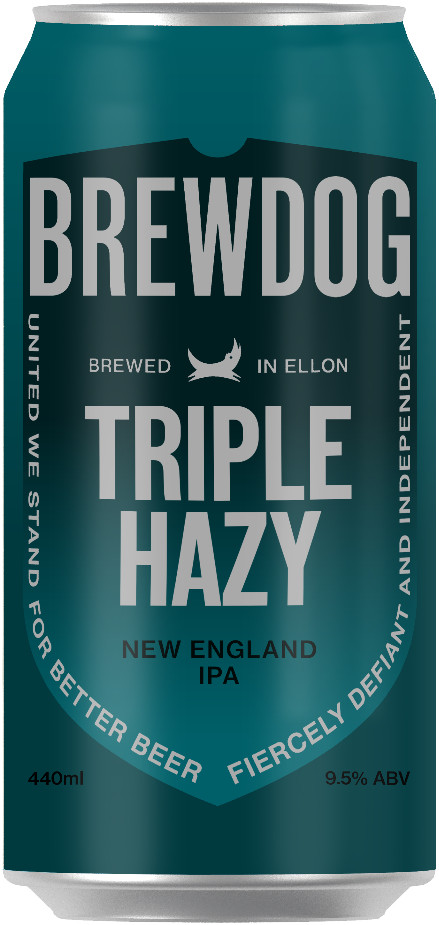 BREWDOG
BREWED IN ELLON
TRIPLE
HAZY
NEW ENGLAND
IPA
UNITED WE STAND FOR BETTER BEER
FIERCELY DEFIANT AND INDEPENDENT
440ml
9.5% ABV